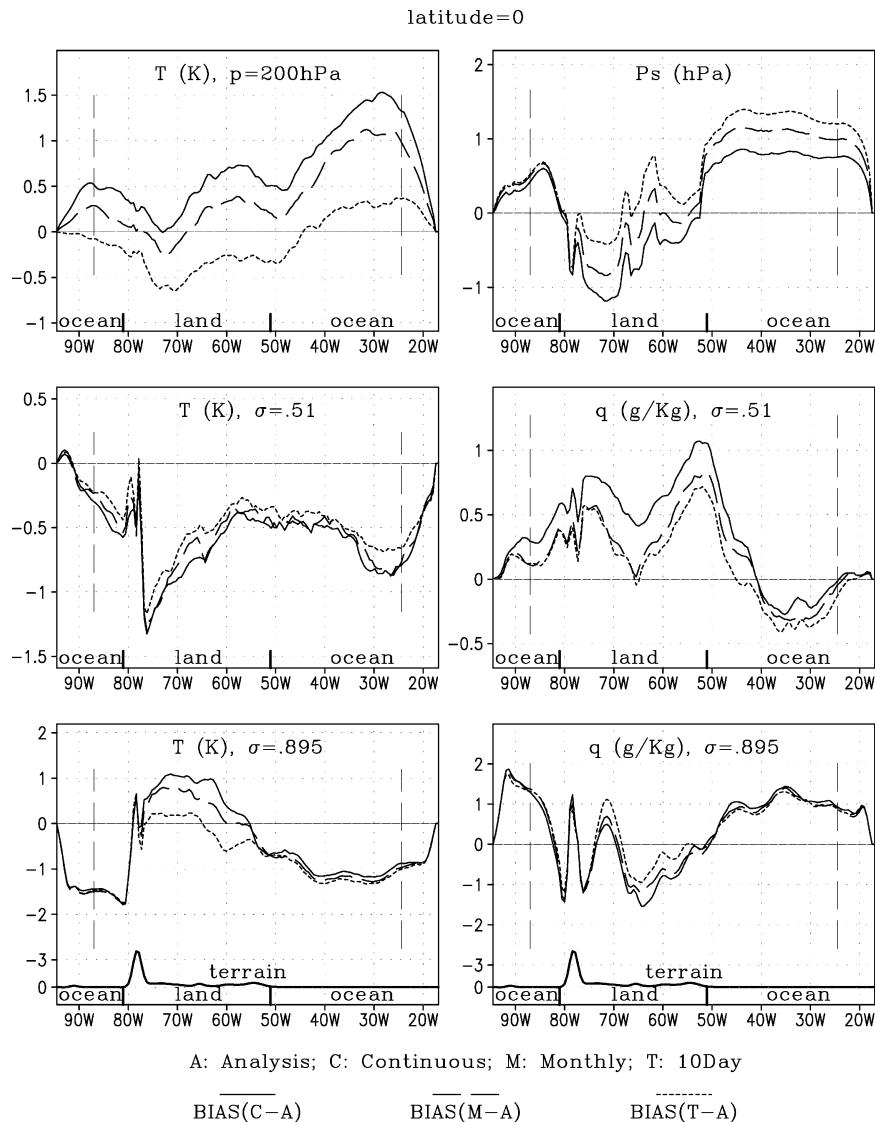 latitude=0
T (K), p=200hPa
1.5
1
0.5
0
−0.5
−1
ocean land ocean
90W 80W 70W 60W 50W 40W 30W 20W
Ps (hPa)
2
1
0
−1
ocean land ocean
90W 80W 70W 60W 50W 40W 30W 20W
T (K), σ=.51
0.5
0
−0.5
−1
−1.5
ocean land ocean
90W 80W 70W 60W 50W 40W 30W 20W
q (g/Kg), σ=.51
1
0.5
0
−0.5
ocean land ocean
90W 80W 70W 60W 50W 40W 30W 20W
T (K), σ=.895
2
1
0
−1
−2
−3
0
terrain
ocean land ocean
90W 80W 70W 60W 50W 40W 30W 20W
q (g/Kg), σ=.895
2
1
0
−1
−2
−3
0
terrain
ocean land ocean
90W 80W 70W 60W 50W 40W 30W 20W
A: Analysis; C: Continuous; M: Monthly; T: 10Day
BIAS(C−A) BIAS(M−A) BIAS(T−A)